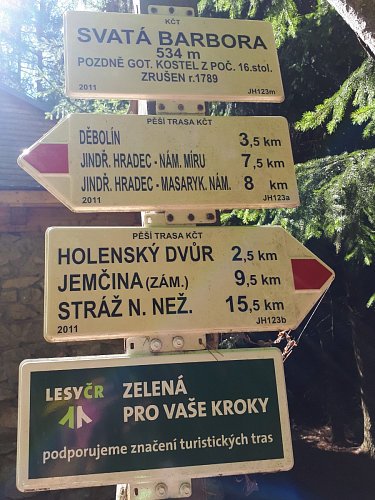 KČT
SVATÁ BARBORA
534 m
POZDNĚ GOT. KOSTEL Z POČ. 16.stol.
ZRUŠEN r.1789
2011 JH123m
PĚŠÍ TRASA KČT
DĚBOLÍN 3,5 km
JINDŘ. HRADEC - NÁM. MÍRU 7,5 km
JINDŘ. HRADEC - MASARYK. NÁM. 8 km
2011 JH123a
PĚŠÍ TRASA KČT
HOLENSKÝ DVŮR 2,5 km
JEMČINA (ZÁM.) 9,5 km
STRÁŽ N. NEŽ. 15,5 km
2011 JH123b
LESYČR ZELENÁ
PRO VAŠE KROKY
podporujeme značení turistických tras